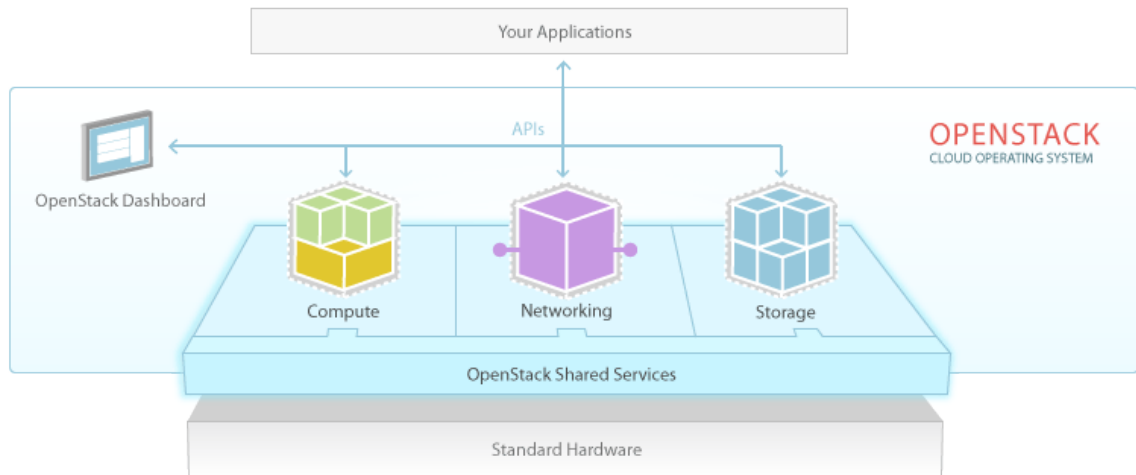 Your Applications
APIs
OPENSTACK
CLOUD OPERATING SYSTEM
OpenStack Dashboard
Compute
Networking
Storage
OpenStack Shared Services
Standard Hardware